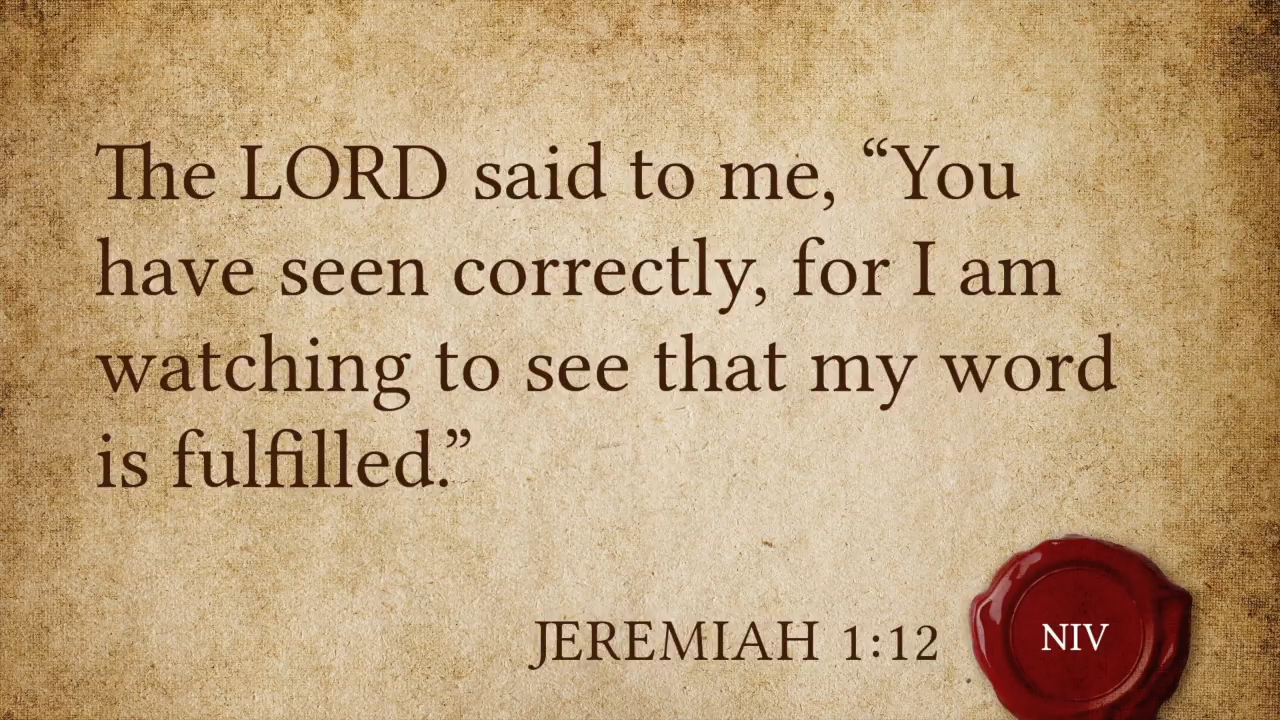 The LORD said to me, “You
have seen correctly, for I am
watching to see that my word
is fulfilled.”
JEREMIAH 1:12
NIV